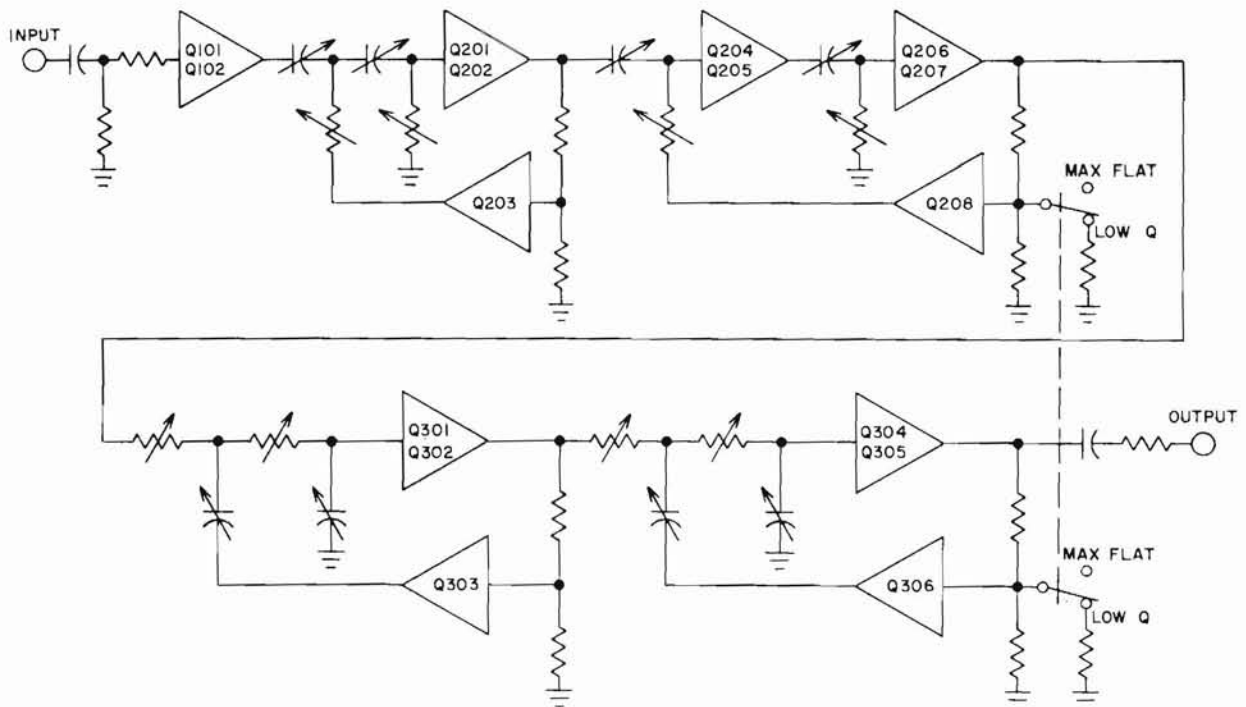 INPUT
Q101
Q102
Q201
Q202
Q204
Q205
Q206
Q207
Q203
Q208
MAX FLAT
LOW Q
Q301
Q302
Q304
Q305
OUTPUT
Q303
Q306
MAX FLAT
LOW Q